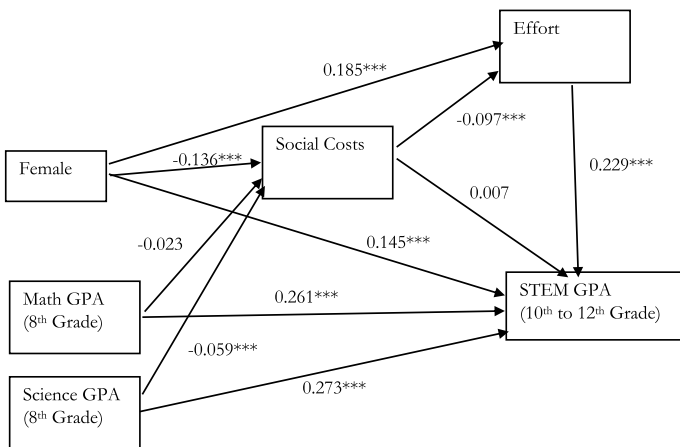 Effort
0.185***
-0.097***
Social Costs
-0.136***
Female
0.229***
0.007
-0.023
0.145***
STEM GPA
(10th to 12th Grade)
Math GPA
(8th Grade)
0.261***
-0.059***
Science GPA
(8th Grade)
0.273***